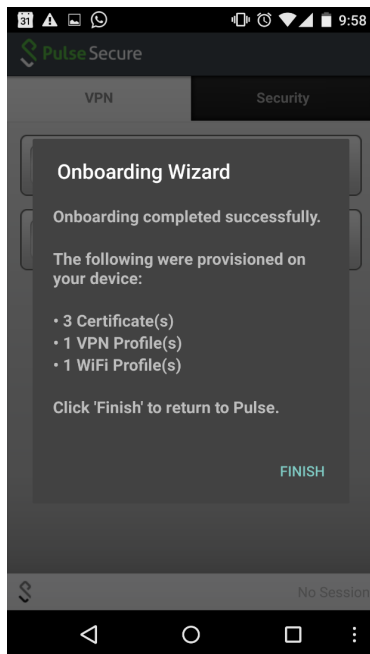 31 9:58
Pulse Secure
VPN Security
Onboarding Wizard
Onboarding completed successfully.
The following were provisioned on
your device:
• 3 Certificate(s)
• 1 VPN Profile(s)
• 1 WiFi Profile(s)
Click 'Finish' to return to Pulse.
FINISH
No Session